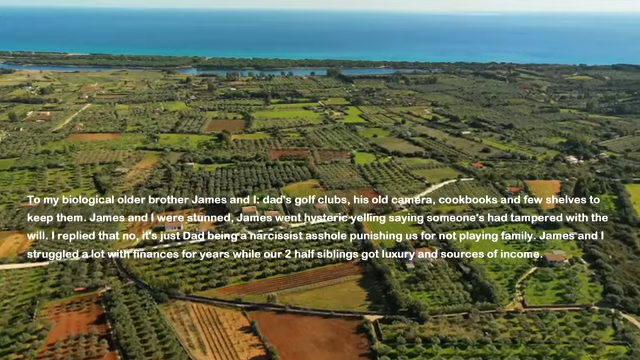 To my biological older brother James and I: dad's golf clubs, his old camera, cookbooks and few shelves to
keep them. James and I were stunned, James went hysteric yelling saying someone's had tampered with the
will. I replied that no, it's just Dad being a narcissist asshole punishing us for not playing family. James and I
struggled a lot with finances for years while our 2 half siblings got luxury and sources of income.